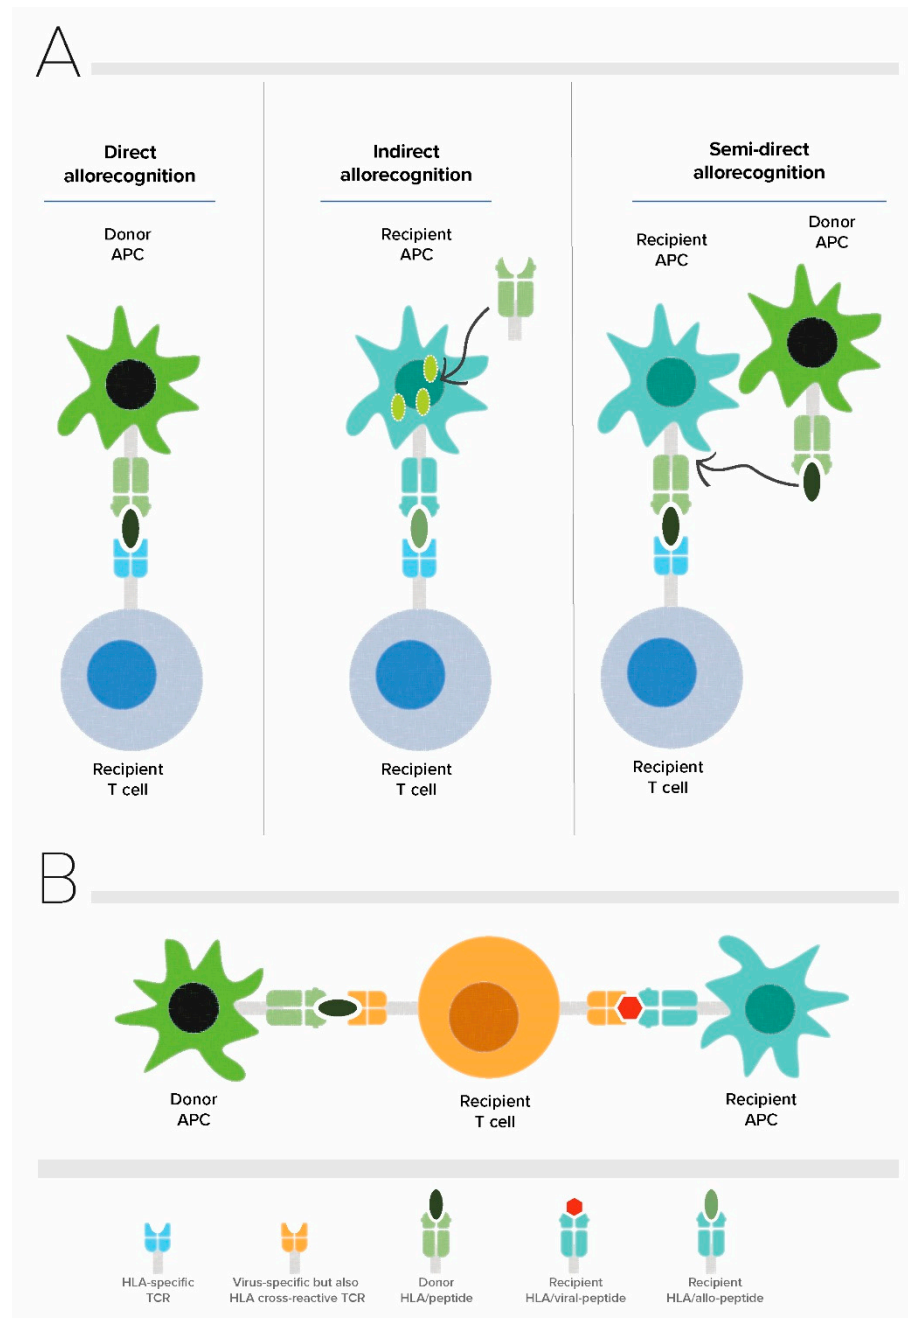 A
Direct
allorecognition
Donor
APC
Recipient
T cell
Indirect
allorecognition
Recipient
APC
Recipient
T cell
Semi-direct
allorecognition
Recipient
APC
Donor
APC
Recipient
T cell
B
Donor
APC
Recipient
T cell
Recipient
APC
HLA-specific
TCR
Virus-specific but also
HLA cross-reactive TCR
Donor
HLA/peptide
Recipient
HLA/viral-peptide
Recipient
HLA/allo-peptide